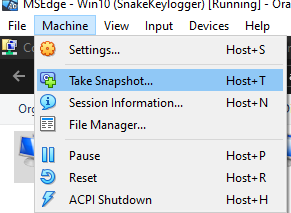 MSEdge - Win10 (SnakeKeylogger) [Running] - Ora
File Machine View Input Devices Help
Settings... Host+S
Take Snapshot... Host+T
Session Information... Host+N
File Manager...
Pause Host+P
Reset Host+R
ACPI Shutdown Host+H
Org